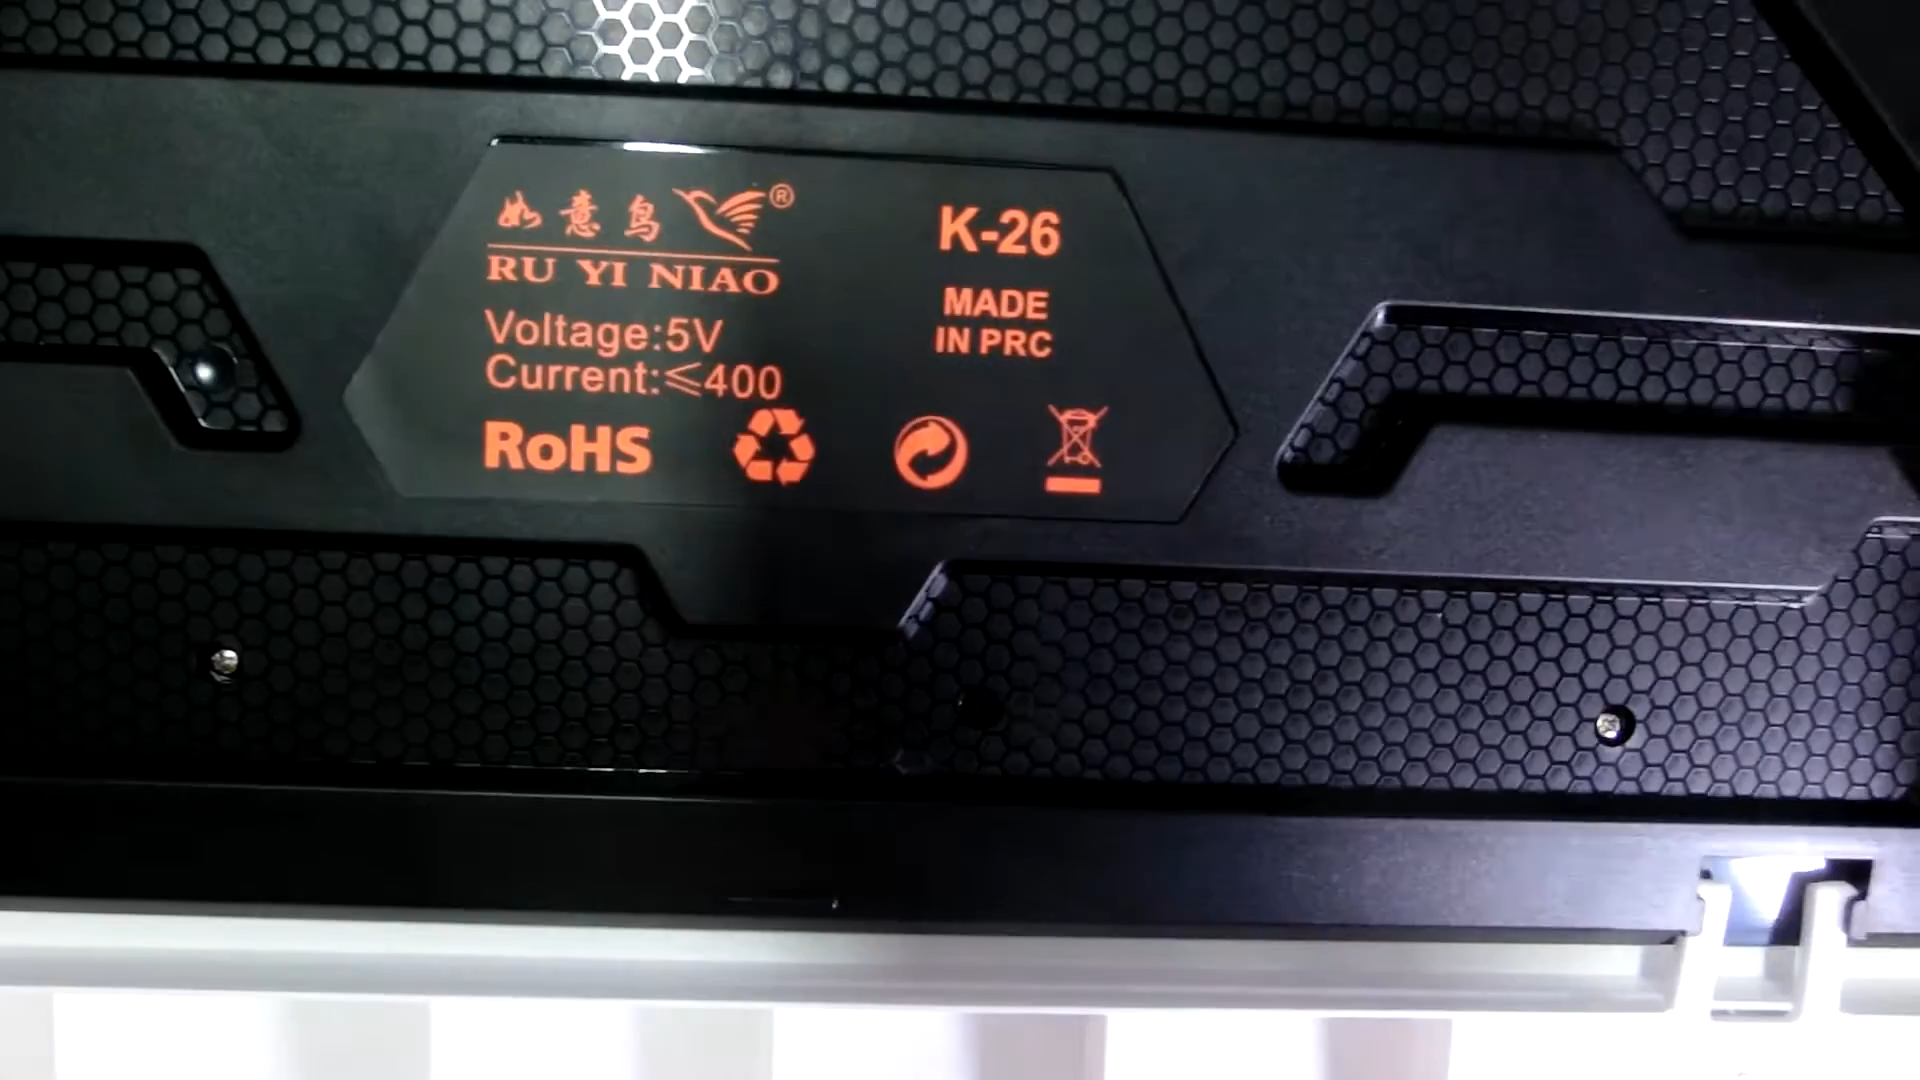 如意鸟®
RU YI NIAO
Voltage:5V
Current:⩽400
RoHS
K-26
MADE
IN PRC